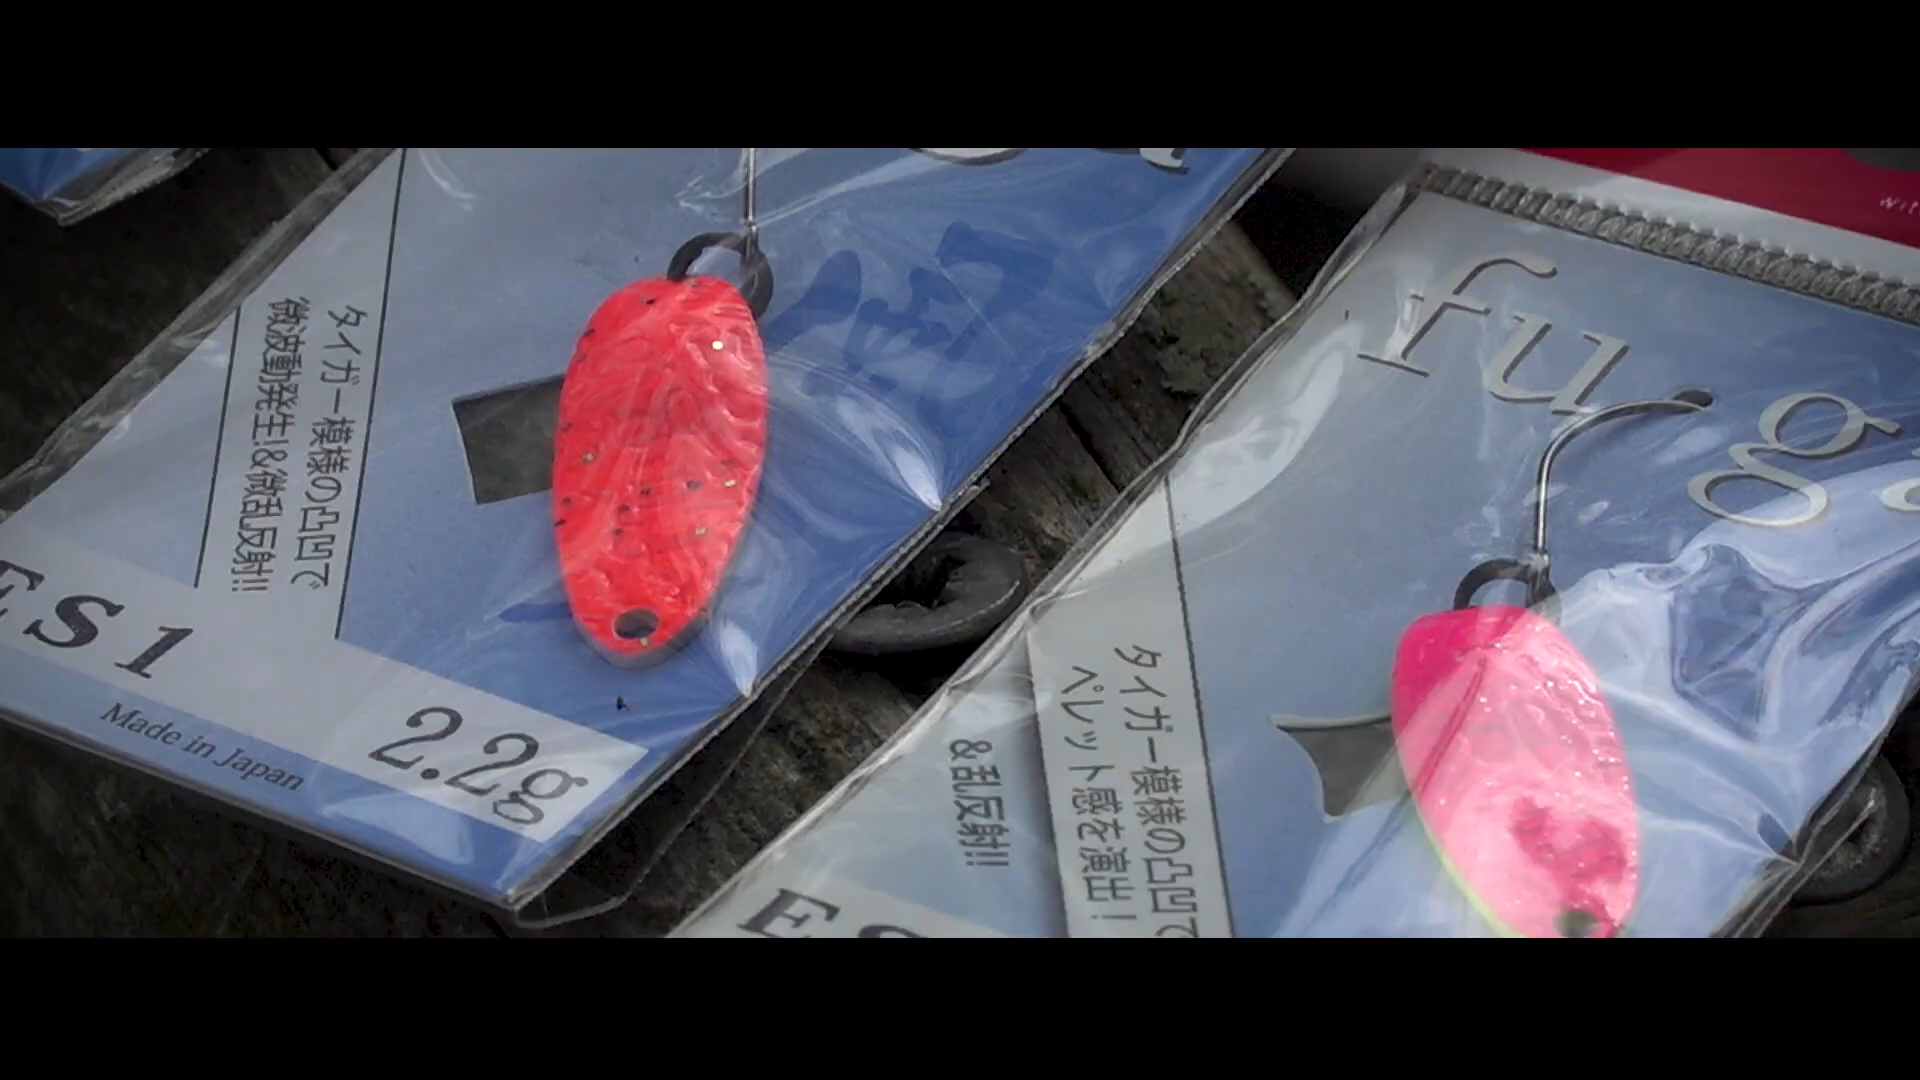 タイガー模様の凸凹で
微波動発生!&微乱反射!!
ES1
2.2g
Made in Japan
fu g
タイガー模様の凸凹で
ペレット感を演出！
&乱反射!!
wit